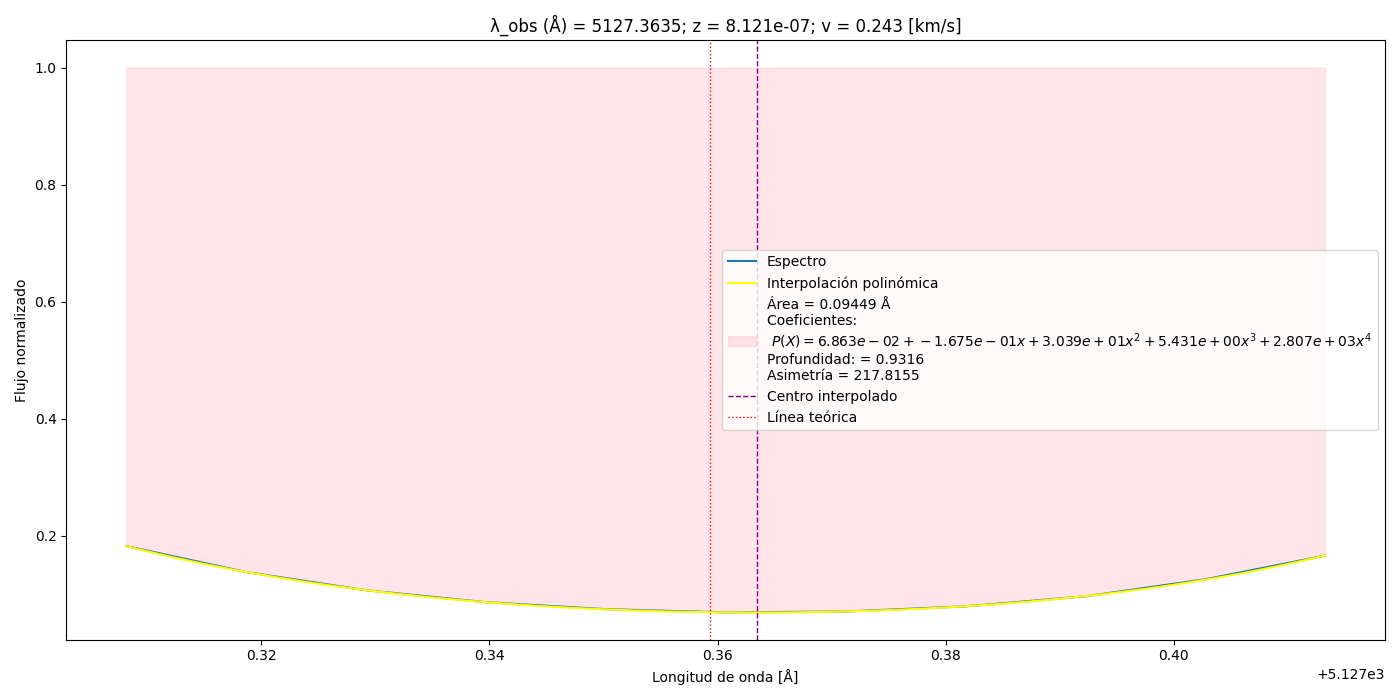 λ_obs (Å) = 5127.3635; z = 8.121e-07; v = 0.243 [km/s]
Flujo normalizado
1.0
0.8
0.6
0.4
0.2
Espectro
Interpolación polinómica
Área = 0.09449 Å
Coeficientes:
P(X) = 6.863e − 02 + −1.675e − 01x + 3.039e + 01x² + 5.431e + 00x³ + 2.807e + 03x⁴
Profundidad: = 0.9316
Asimetría = 217.8155
Centro interpolado
Línea teórica
0.32 0.34 0.36 0.38 0.40
+5.127e3
Longitud de onda [Å]